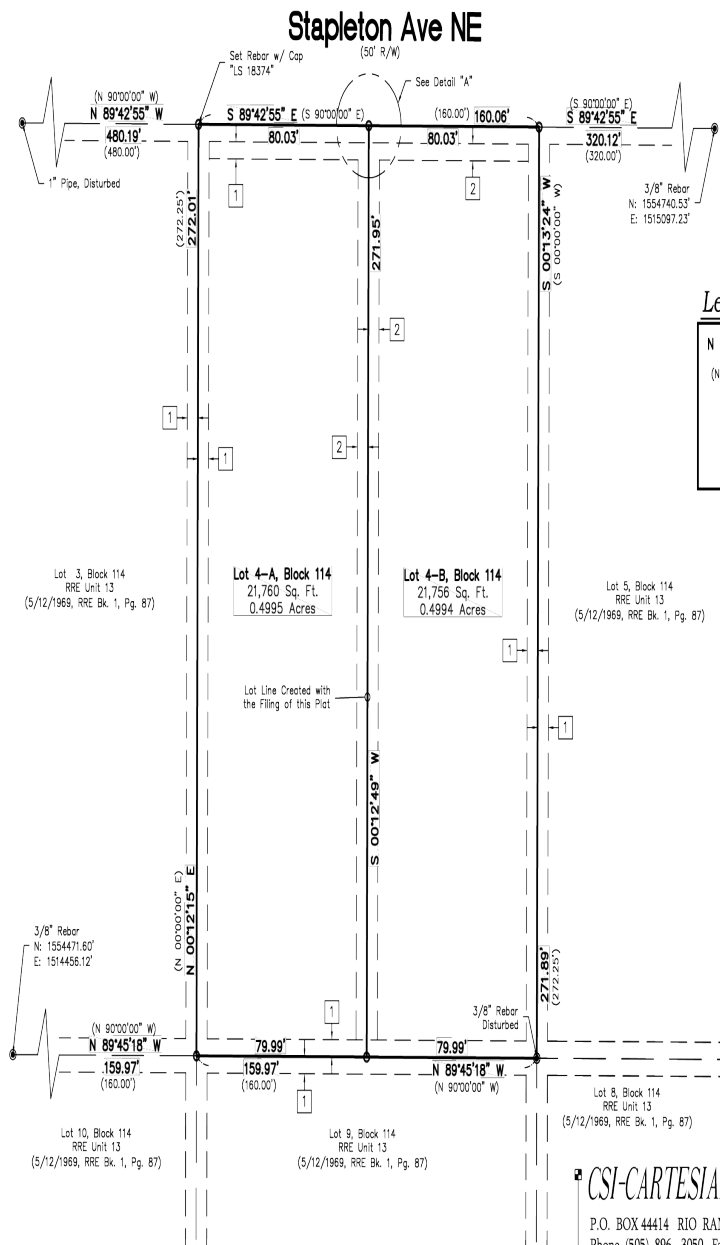 Stapleton Ave NE
(50' R/W)
Set Rebar w/ Cap
"LS 18374"
See Detail "A"
(N 90°00'00" W)
N 89°42'55" W
480.19'
(480.00')
1" Pipe, Disturbed
S 89°42'55" E (S 90°00'00" E)
80.03'
(160.00') 160.06'
80.03'
(S 90°00'00" E)
S 89°42'55" E
320.12'
(320.00')
3/8" Rebar
N: 1554740.53'
E: 1515097.23'
1
2
(272.25')
272.01'
271.95'
S 00°13'24" W
(S 00°00'00" W)
2
Le
N
(N
1
2
1
Lot 3, Block 114
RRE Unit 13
(5/12/1969, RRE Bk. 1, Pg. 87)
Lot 4-A, Block 114
21,760 Sq. Ft.
0.4995 Acres
Lot 4-B, Block 114
21,756 Sq. Ft.
0.4994 Acres
Lot 5, Block 114
RRE Unit 13
(5/12/1969, RRE Bk. 1, Pg. 87)
1
Lot Line Created with
the Filing of this Plat
1
S 00°12'49" W
(N 00°00'00" E)
N 00°12'15" E
3/8" Rebar
N: 1554471.60'
E: 1514456.12'
271.89'
(272.25')
3/8" Rebar
Disturbed
1
(N 90°00'00" W)
N 89°45'18" W
159.97'
(160.00')
79.99'
159.97'
(160.00')
79.99'
N 89°45'18" W
(N 90°00'00" W)
1
Lot 8, Block 114
RRE Unit 13
(5/12/1969, RRE Bk. 1, Pg. 87)
Lot 10, Block 114
RRE Unit 13
(5/12/1969, RRE Bk. 1, Pg. 87)
Lot 9, Block 114
RRE Unit 13
(5/12/1969, RRE Bk. 1, Pg. 87)
CSI-CARTESIA
P.O. BOX 44414 RIO RAN
Phone (505) 896-3050 F